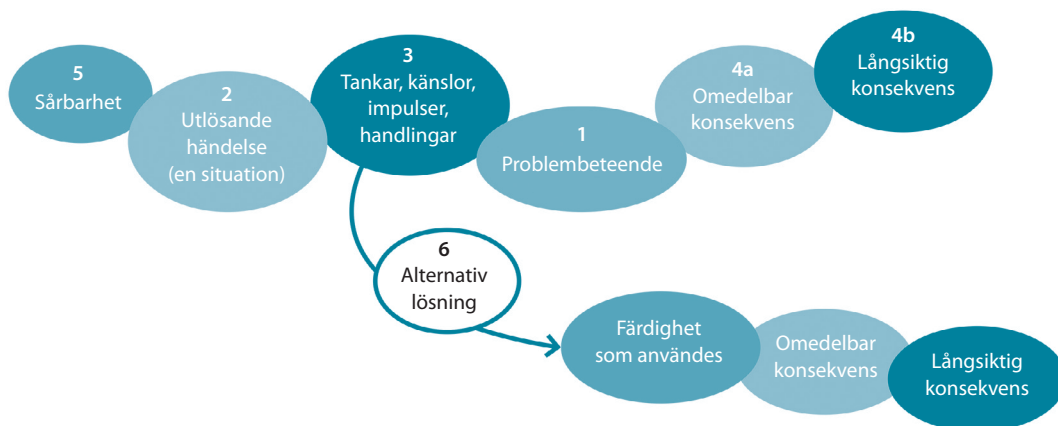 5
Sårbarhet
2
Utlösande
händelse
(en situation)
3
Tankar, känslor,
impulser,
handlingar
1
Problembeteende
4a
Omedelbar
konsekvens
4b
Långsiktig
konsekvens
6
Alternativ
lösning
Färdighet
som användes
Omedelbar
konsekvens
Långsiktig
konsekvens